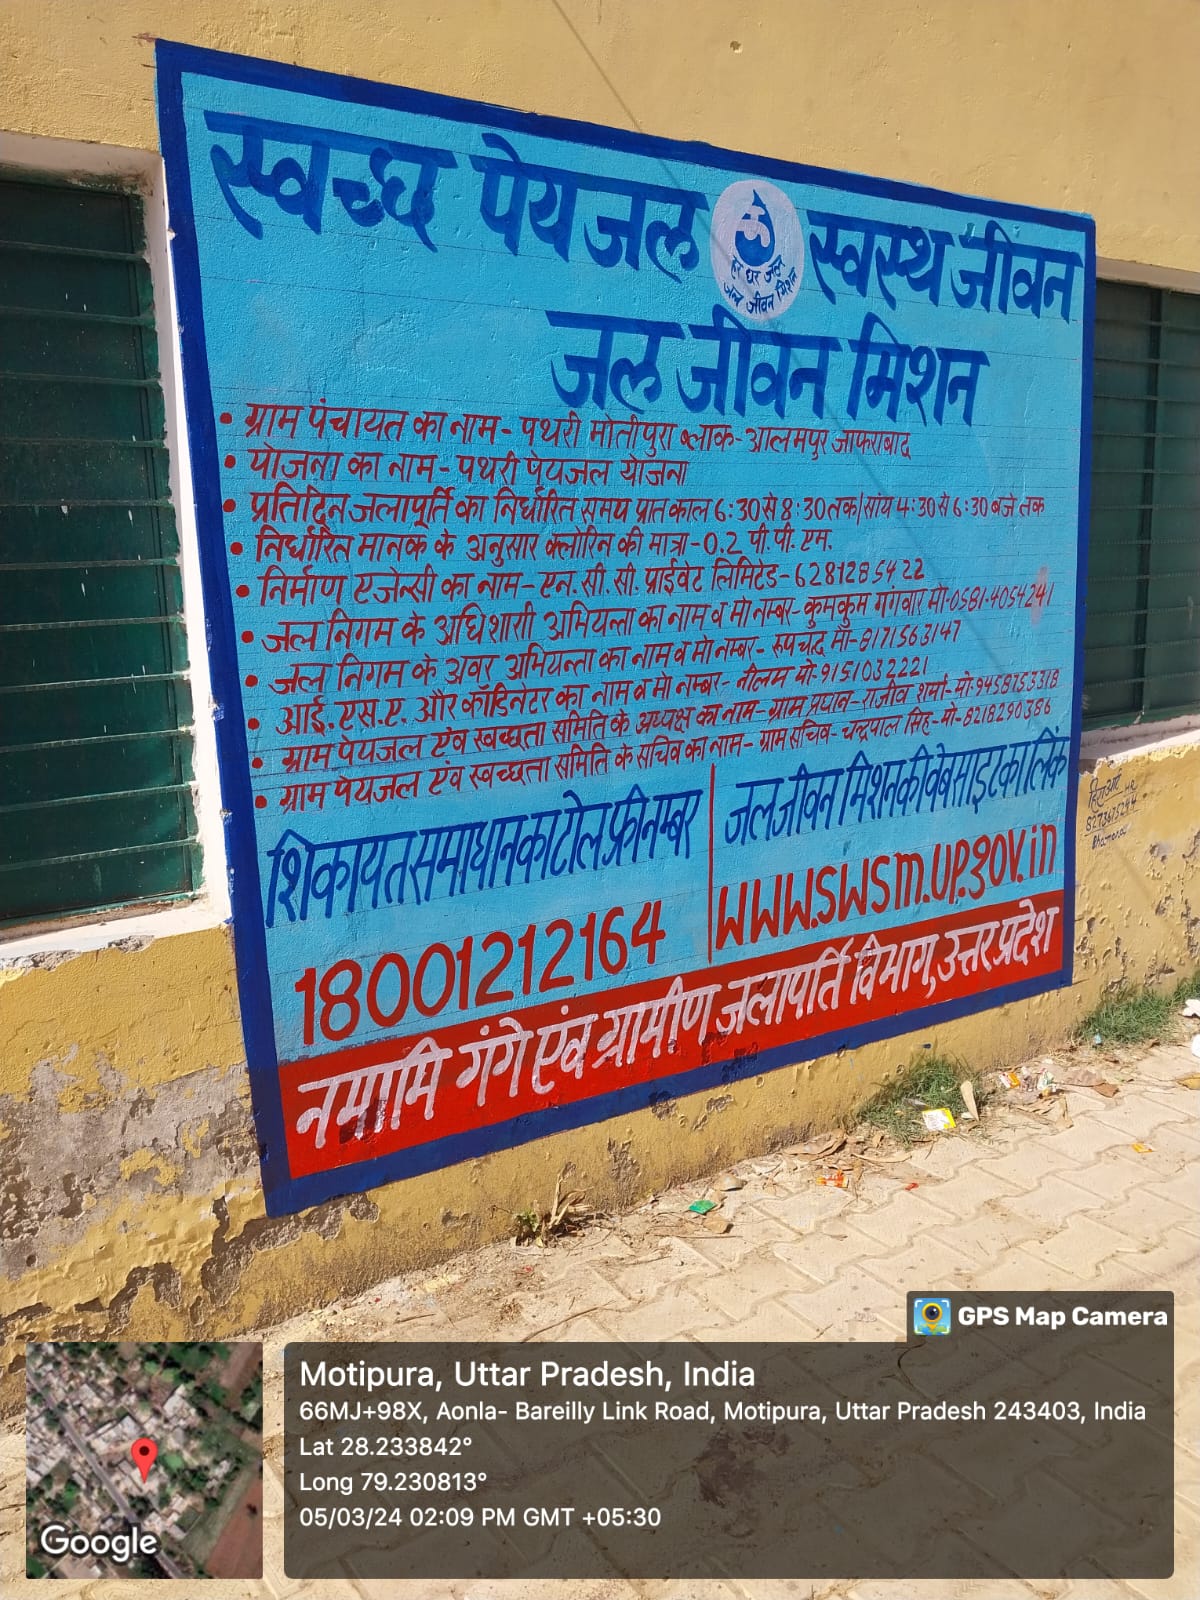 स्वच्छ पेयजल स्वस्थ जीवन
हर घर जल
जल जीवन मिशन
जल जीवन मिशन
• ग्राम पंचायत का नाम - पथरी मोतीपुरा ब्लाक - आलमपुर जाफराबाद
• योजना का नाम - पथरी पेयजल योजना
• प्रतिदिन जलापूर्ति का निर्धारित समय प्रातकाल 6:30 से 8:30 तक/सांय 4:30 से 6:30 बजे तक
• निर्धारित मानक के अनुसार क्लोरिन की मात्रा - 0.2 पी.पी.एम.
• निर्माण एजेन्सी का नाम - एन.सी.सी. प्राईवेट लिमिटेड - 6281285422
• जल निगम के अधिशासी अभियन्ता का नाम व मो नम्बर - कुमकुम गंगवार मो-0581-4054241
• जल निगम के अवर अभियन्ता का नाम व मो नम्बर - रूपचन्द्र मो-8171563147
• आई.एस.ए. और कॉर्डिनेटर का नाम व मो नम्बर - नीलम मो-9151032221
• ग्राम पेयजल एंव स्वच्छता समिति के अध्यक्ष का नाम - ग्राम प्रधान - राजीव शर्मा - मो-9458753318
• ग्राम पेयजल एंव स्वच्छता समिति के सचिव का नाम - ग्राम सचिव - चन्द्रपाल सिंह - मो-8218290386
शिकायत समाधान का टोल फ्री नम्बर
18001212164
जल जीवन मिशन की वेबसाइट का लिंक
www.swsm.up.gov.in
नमामि गंगे एंव ग्रामीण जलापूर्ति विभाग, उत्तर प्रदेश
8273675294
GPS Map Camera
Motipura, Uttar Pradesh, India
66MJ+98X, Aonla- Bareilly Link Road, Motipura, Uttar Pradesh 243403, India
Lat 28.233842°
Long 79.230813°
05/03/24 02:09 PM GMT +05:30
Google